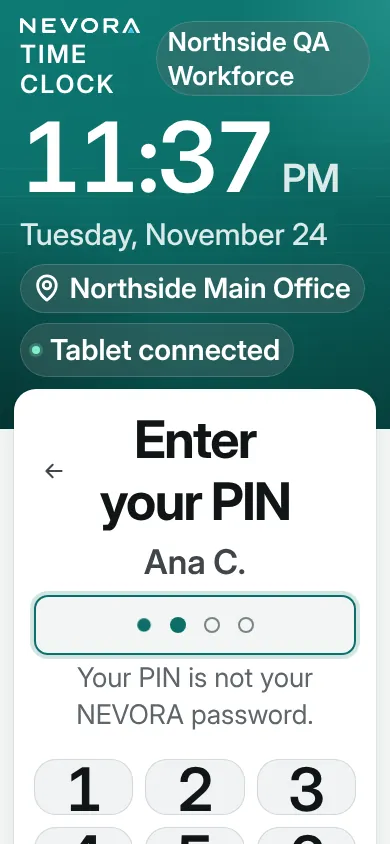 NEVORA
TIME
CLOCK
Northside QA
Workforce
11:37 PM
Tuesday, November 24
Northside Main Office
Tablet connected
Enter
your PIN
Ana C.
Your PIN is not your
NEVORA password.
1 2 3